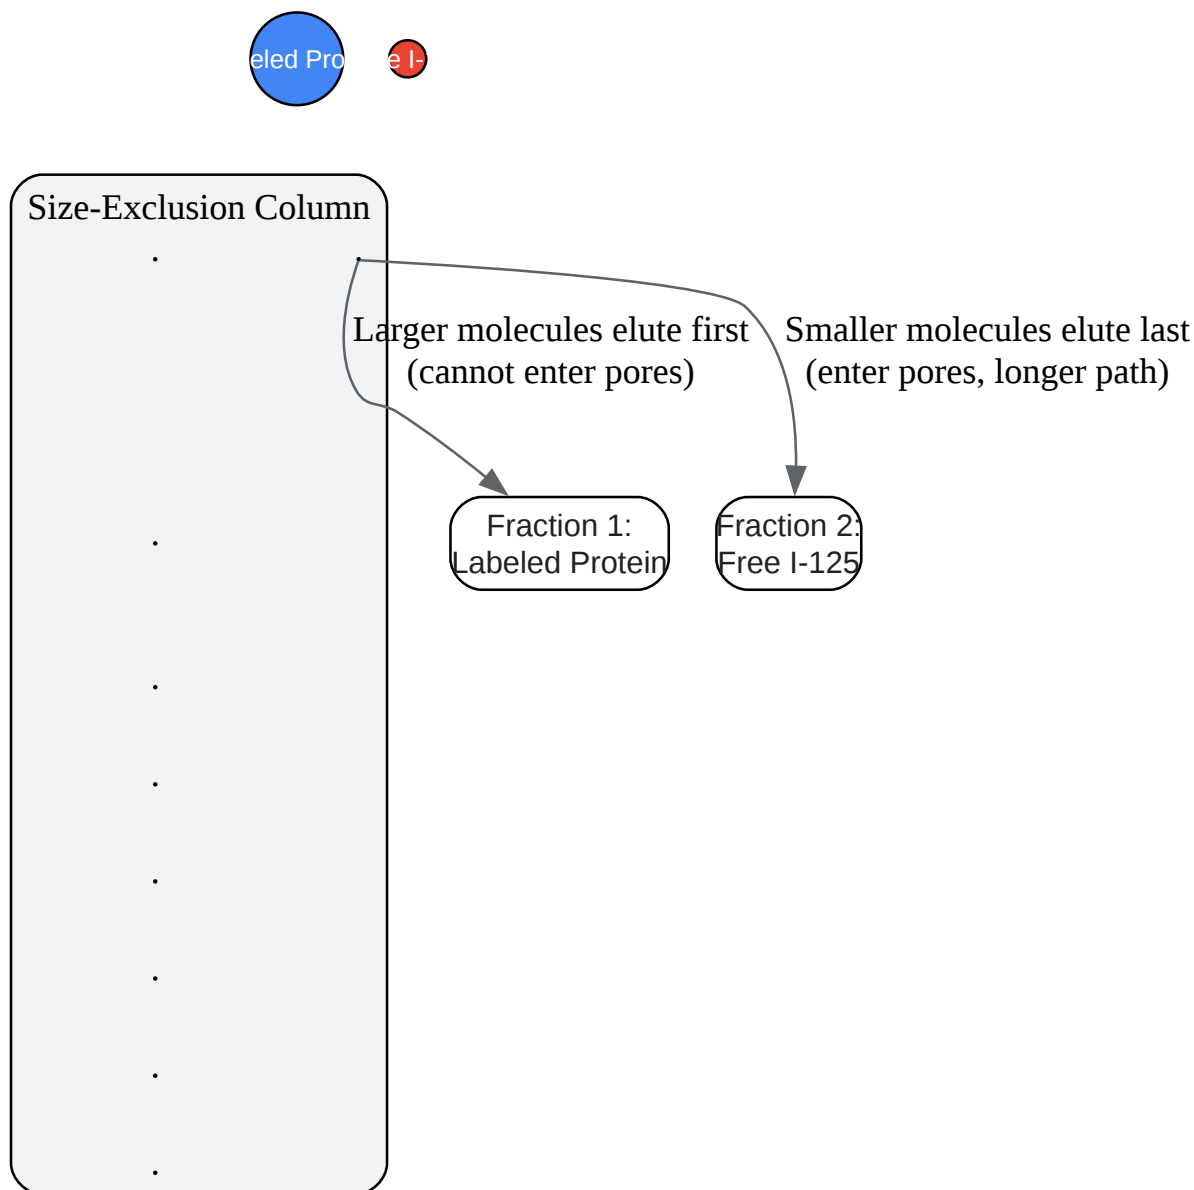 eled Pro
e I-
Size-Exclusion Column
Larger molecules elute first
(cannot enter pores)
Smaller molecules elute last
(enter pores, longer path)
Fraction 1:
Labeled Protein
Fraction 2:
Free I-125